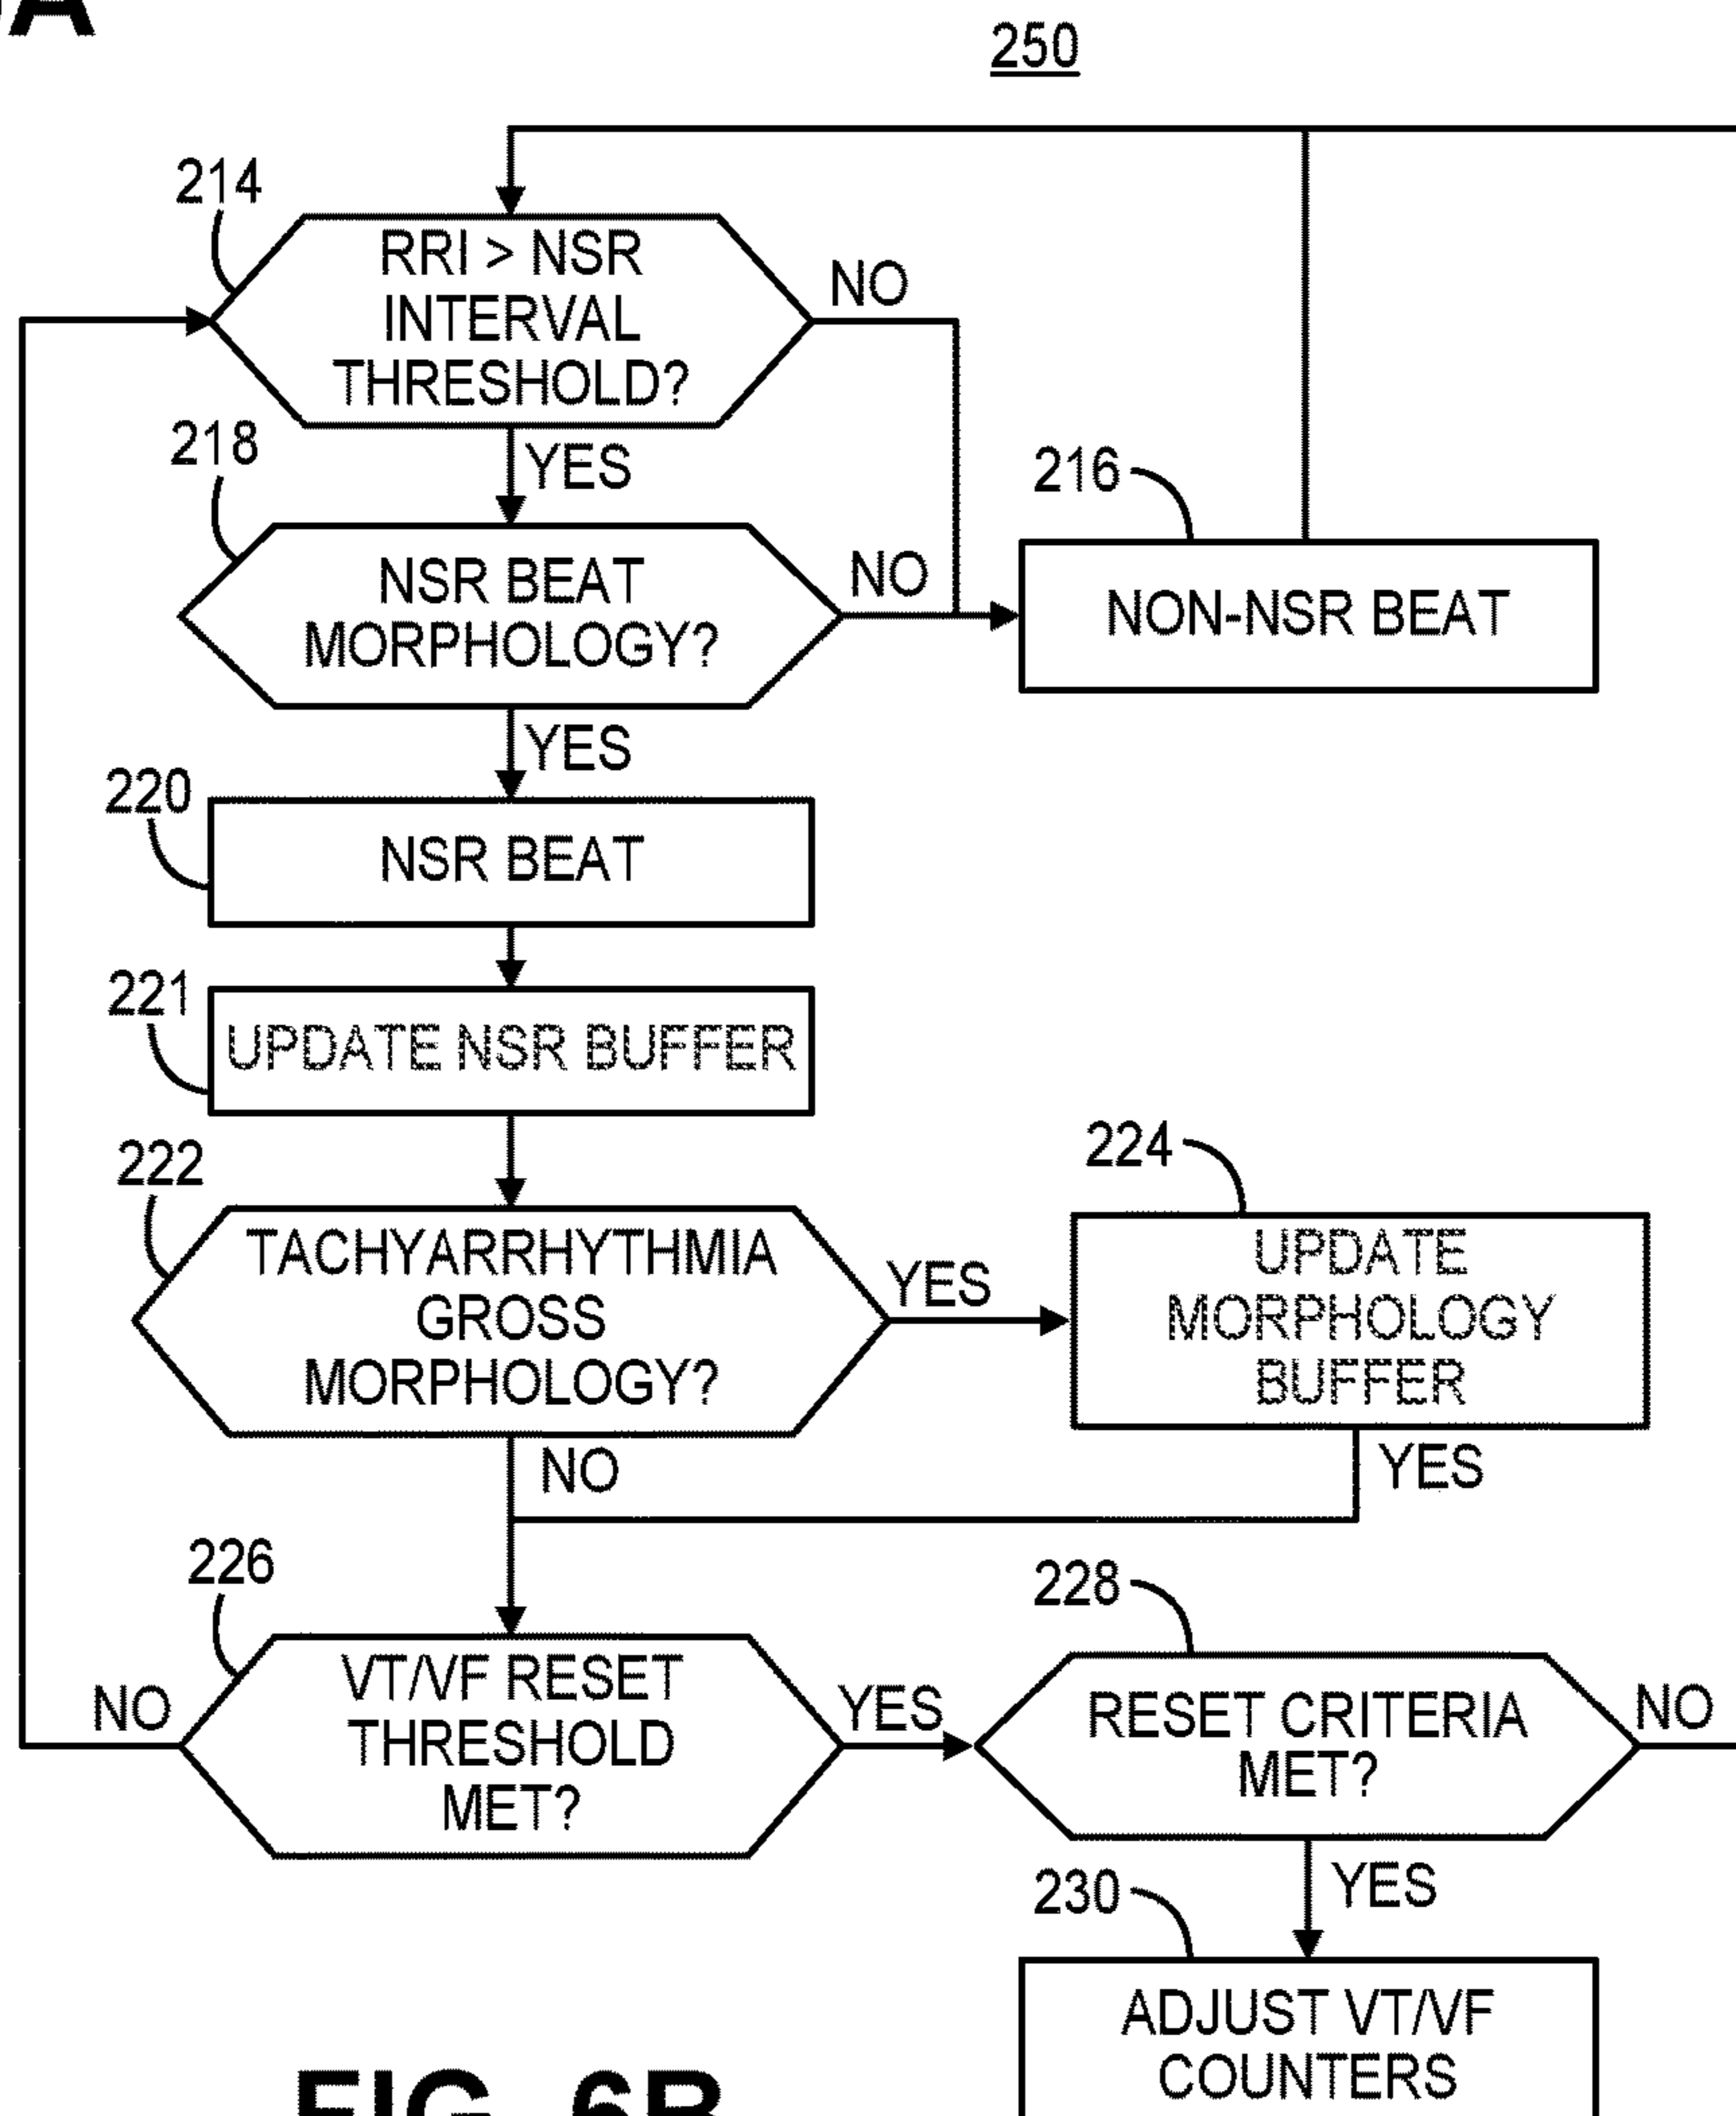 250
214
RRI > NSR
INTERVAL
THRESHOLD?
NO
YES
218
NSR BEAT
MORPHOLOGY?
NO
216
NON-NSR BEAT
YES
220
NSR BEAT
221
UPDATE NSR BUFFER
222
TACHYARRHYTHMIA
GROSS
MORPHOLOGY?
YES
224
UPDATE
MORPHOLOGY
BUFFER
YES
NO
226
VT/VF RESET
THRESHOLD
MET?
NO
YES
228
RESET CRITERIA
MET?
NO
YES
230
ADJUST VT/VF
COUNTERS
FIG. 6B